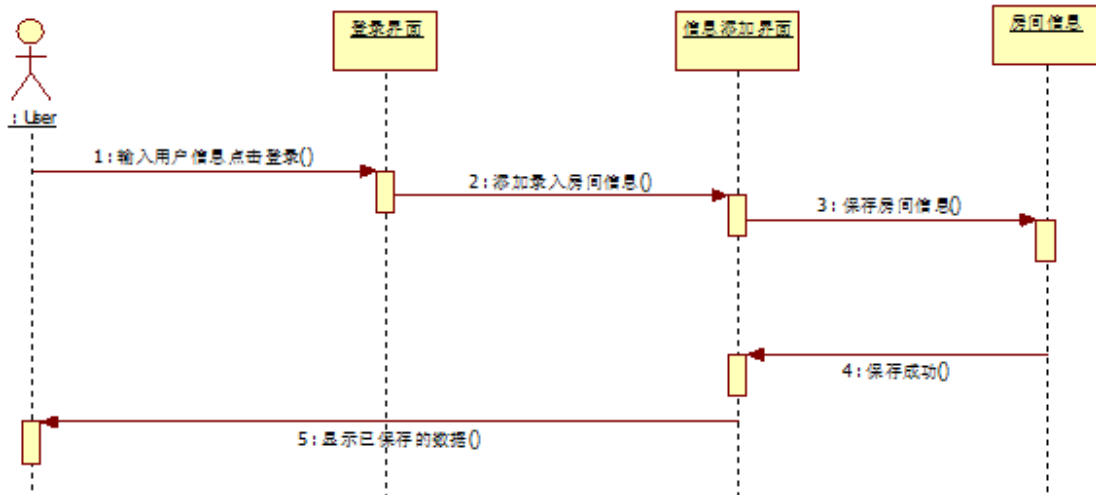 登录界面
信息添加界面
房间信息
: User
1 : 输入用户信息点击登录()
2 : 添加录入房间信息()
3 : 保存房间信息()
4 : 保存成功()
5 : 显示已保存的数据()